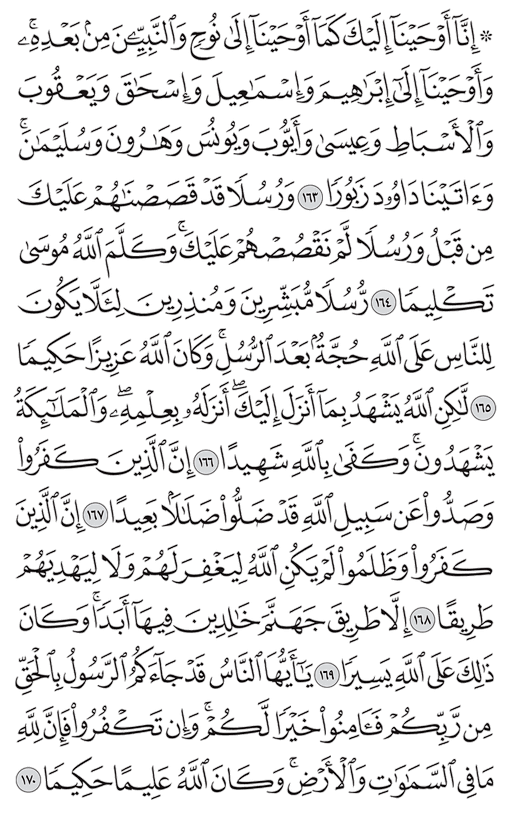 ۞ إِنَّآ أَوۡحَيۡنَآ إِلَيۡكَ كَمَآ أَوۡحَيۡنَآ إِلَىٰ نُوحٖ وَٱلنَّبِيِّـۧنَ مِنۢ بَعۡدِهِۦۚ
وَأَوۡحَيۡنَآ إِلَىٰٓ إِبۡرَٰهِيمَ وَإِسۡمَٰعِيلَ وَإِسۡحَٰقَ وَيَعۡقُوبَ
وَٱلۡأَسۡبَاطِ وَعِيسَىٰ وَأَيُّوبَ وَيُونُسَ وَهَٰرُونَ وَسُلَيۡمَٰنَۚ
وَءَاتَيۡنَا دَاوُۥدَ زَبُورٗا ١٦٣ وَرُسُلٗا قَدۡ قَصَصۡنَٰهُمۡ عَلَيۡكَ
مِن قَبۡلُ وَرُسُلٗا لَّمۡ نَقۡصُصۡهُمۡ عَلَيۡكَۚ وَكَلَّمَ ٱللَّهُ مُوسَىٰ
تَكۡلِيمٗا ١٦٤ رُّسُلٗا مُّبَشِّرِينَ وَمُنذِرِينَ لِئَلَّا يَكُونَ
لِلنَّاسِ عَلَى ٱللَّهِ حُجَّةُۢ بَعۡدَ ٱلرُّسُلِۚ وَكَانَ ٱللَّهُ عَزِيزًا حَكِيمٗا
١٦٥ لَّٰكِنِ ٱللَّهُ يَشۡهَدُ بِمَآ أَنزَلَ إِلَيۡكَۖ أَنزَلَهُۥ بِعِلۡمِهِۦۖ وَٱلۡمَلَٰٓئِكَةُ
يَشۡهَدُونَۚ وَكَفَىٰ بِٱللَّهِ شَهِيدًا ١٦٦ إِنَّ ٱلَّذِينَ كَفَرُواْ
وَصَدُّواْ عَن سَبِيلِ ٱللَّهِ قَدۡ ضَلُّواْ ضَلَٰلَۢا بَعِيدًا ١٦٧ إِنَّ ٱلَّذِينَ
كَفَرُواْ وَظَلَمُواْ لَمۡ يَكُنِ ٱللَّهُ لِيَغۡفِرَ لَهُمۡ وَلَا لِيَهۡدِيَهُمۡ
طَرِيقًا ١٦٨ إِلَّا طَرِيقَ جَهَنَّمَ خَٰلِدِينَ فِيهَآ أَبَدٗاۚ وَكَانَ
ذَٰلِكَ عَلَى ٱللَّهِ يَسِيرٗا ١٦٩ يَٰٓأَيُّهَا ٱلنَّاسُ قَدۡ جَآءَكُمُ ٱلرَّسُولُ بِٱلۡحَقِّ
مِن رَّبِّكُمۡ فَـَٔامِنُواْ خَيۡرٗا لَّكُمۡۚ وَإِن تَكۡفُرُواْ فَإِنَّ لِلَّهِ
مَا فِي ٱلسَّمَٰوَٰتِ وَٱلۡأَرۡضِۚ وَكَانَ ٱللَّهُ عَلِيمًا حَكِيمٗا ١٧٠